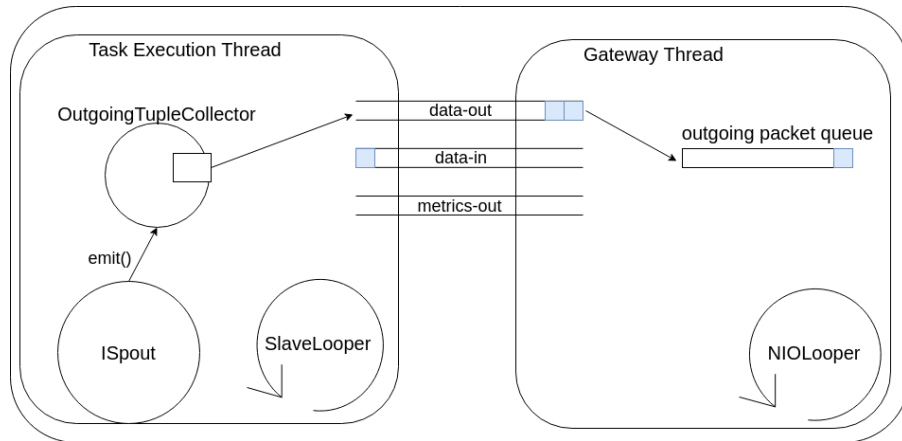 Task Execution Thread
Gateway Thread
OutgoingTupleCollector
data-out
outgoing packet queue
data-in
metrics-out
emit()
SlaveLooper
ISpout
NIOLooper